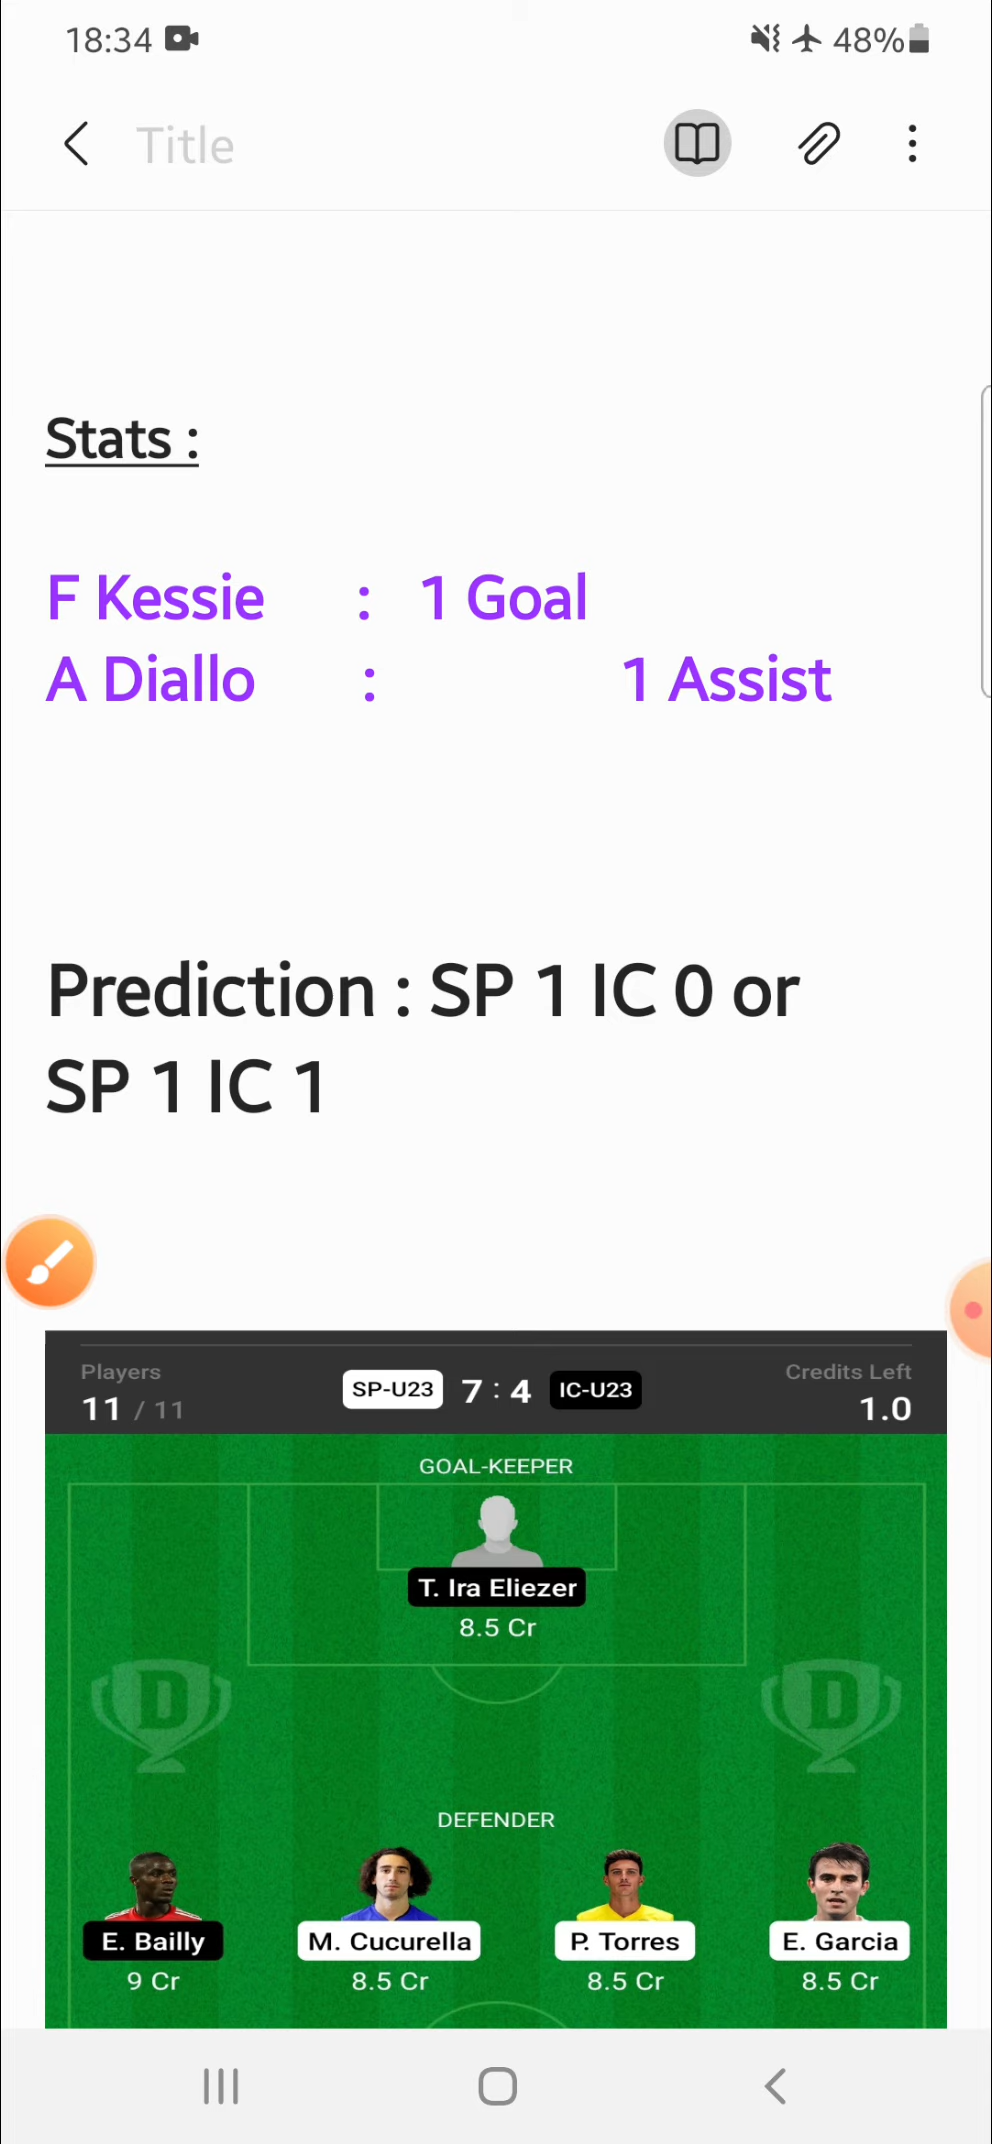 18:34 48%
Title
Stats :
F Kessie : 1 Goal
A Diallo : 1 Assist
Prediction : SP 1 IC 0 or
SP 1 IC 1
Players SP-U23 7 : 4 IC-U23 Credits Left
11 / 11 1.0
GOAL-KEEPER
T. Ira Eliezer
8.5 Cr
D D
DEFENDER
E. Bailly M. Cucurella P. Torres E. Garcia
9 Cr 8.5 Cr 8.5 Cr 8.5 Cr